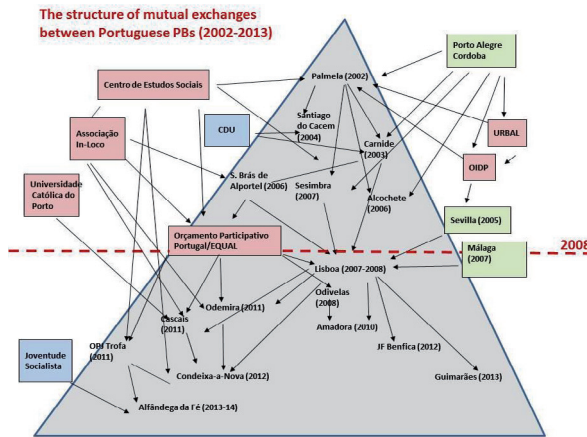 The structure of mutual exchanges
between Portuguese PBs (2002-2013)
Porto Alegre
Cordoba
Palmela (2002)
Centro de Estudos Sociais
Santiago
do Cacem
(2004)
CDU
URBAL
Associação
In-Loco
Carnide
(2003)
OIDP
S. Brás de
Alportel (2006)
Sesimbra
(2007)
Alcochete
(2006)
Universidade
Católica do
Porto
Sevilla (2005)
Orçamento Participativo
Portugal/EQUAL
2008
Málaga
(2007)
Lisboa (2007-2008)
Odivelas
(2008)
Odemira (2011)
Cascais
(2011)
Amadora (2010)
OPJ Trofa
(2011)
JF Benfica (2012)
Joventude
Socialista
Condeixa-a-Nova (2012)
Guimarães (2013)
Alfândega da Fé (2013-14)